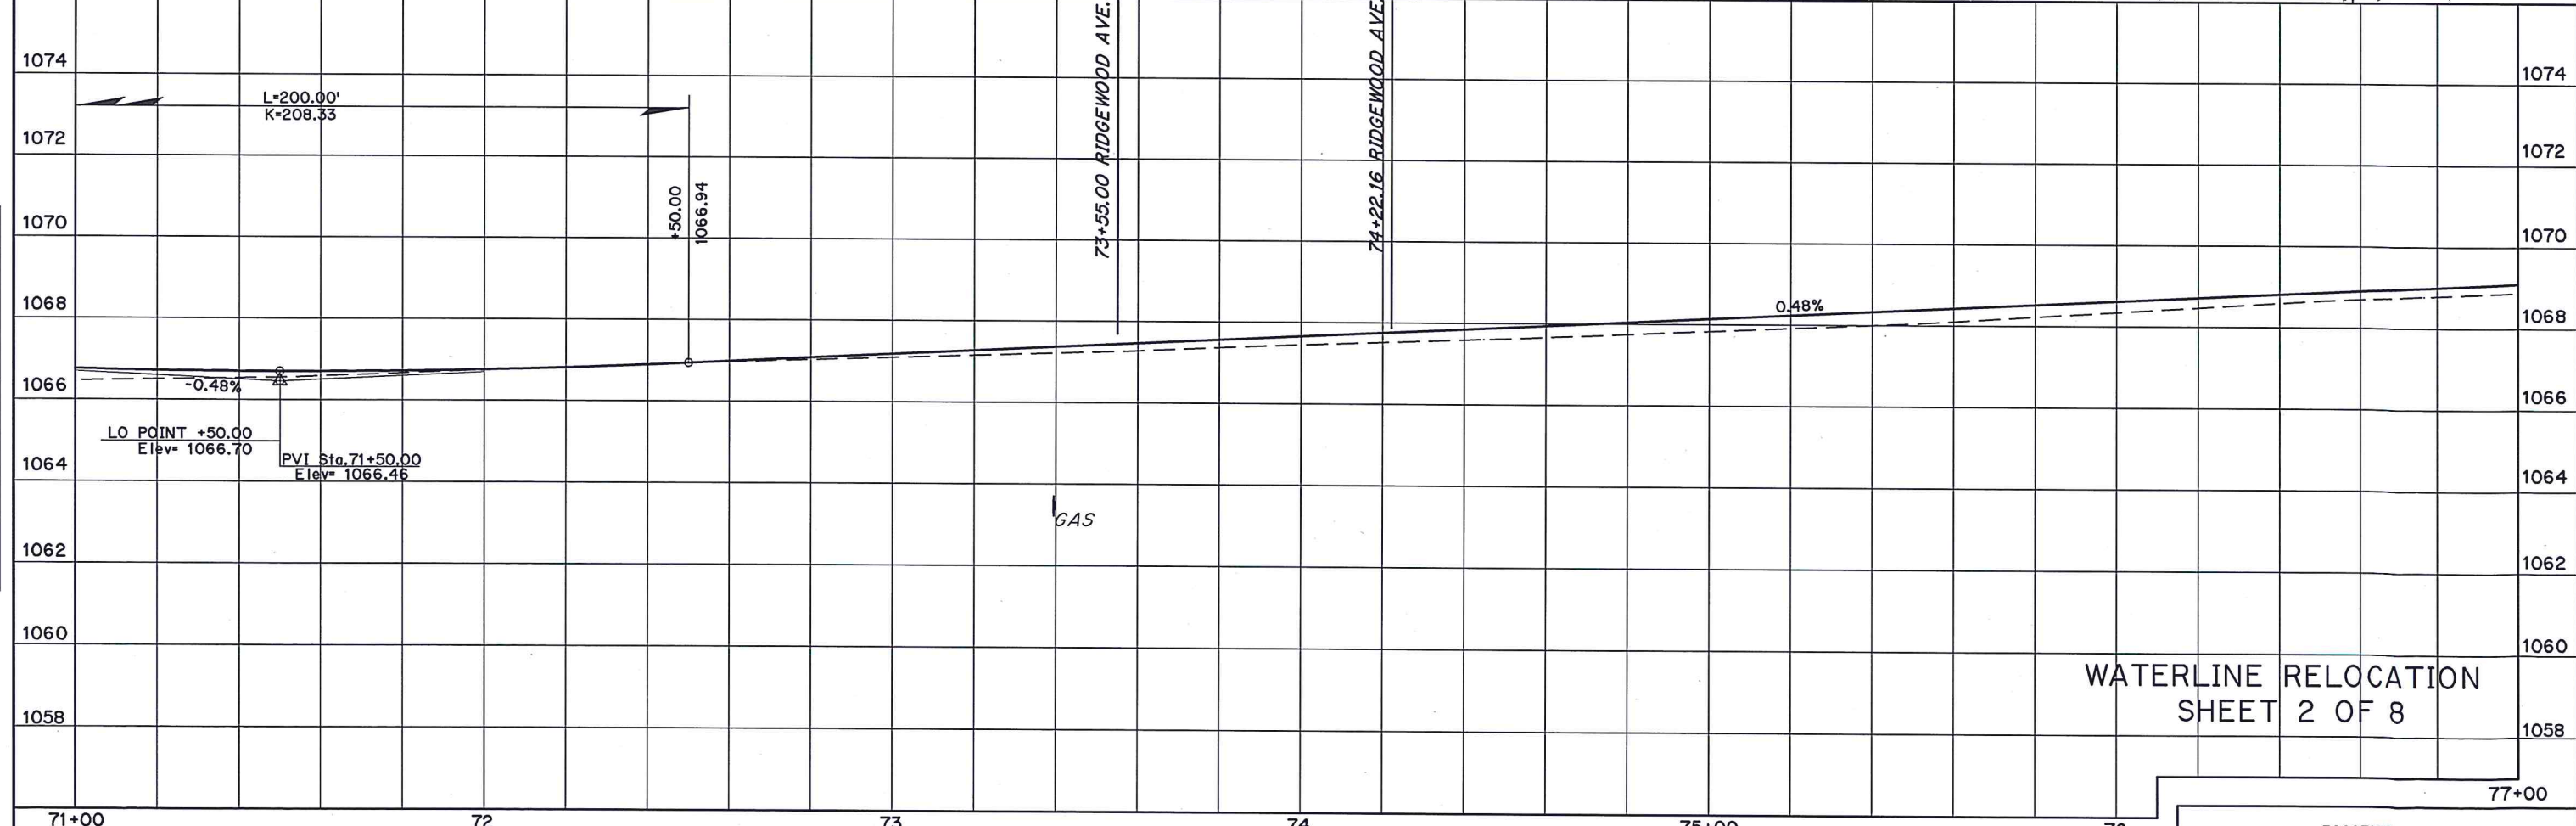 1074
1072
1070
1068
1066
1064
1062
1060
1058
L=200.00'
K=208.33
+50.00
1066.94
73+55.00 RIDGEWOOD AVE.
74+22.16 RIDGEWOOD AVE
-0.48%
0.48%
LO POINT +50.00
Elev= 1066.70
PVI Sta.71+50.00
Elev= 1066.46
GAS
1074
1072
1070
1068
1066
1064
1062
1060
1058
WATERLINE RELOCATION
SHEET 2 OF 8
71+00
72
73
74
75+00
77+00